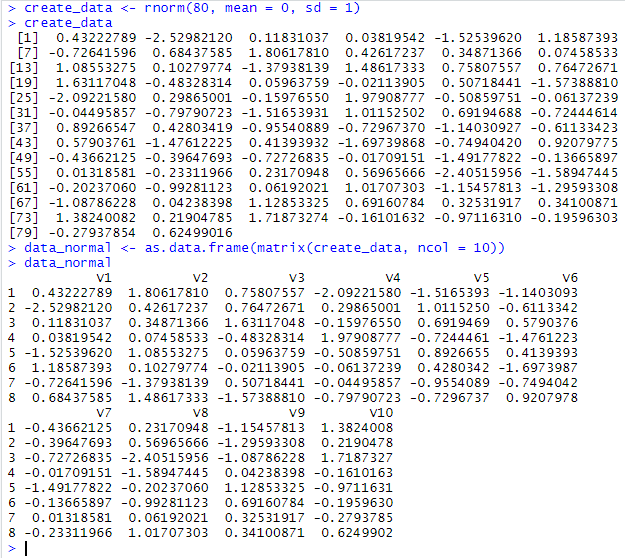 > create_data <- rnorm(80, mean = 0, sd = 1)
> create_data
 [1]  0.43222789 -2.52982120  0.11831037  0.03819542 -1.52539620  1.18587393
 [7] -0.72641596  0.68437585  1.80617810  0.42617237  0.34871366  0.07458533
[13]  1.08553275  0.10279774 -1.37938139  1.48617333  0.75807557  0.76472671
[19]  1.63117048 -0.48328314  0.05963759 -0.02113905  0.50718441 -1.57388810
[25] -2.09221580  0.29865001 -0.15976550  1.97908777 -0.50859751 -0.06137239
[31] -0.04495857 -0.79790723 -1.51653931  1.01152502  0.69194688 -0.72444614
[37]  0.89266547  0.42803419 -0.95540889 -0.72967370 -1.14030927 -0.61133423
[43]  0.57903761 -1.47612225  0.41393932 -1.69739868 -0.74940420  0.92079775
[49] -0.43662125 -0.39647693 -0.72726835 -0.01709151 -1.49177822 -0.13665897
[55]  0.01318581 -0.23311966  0.23170948  0.56965666 -2.40515956 -1.58947445
[61] -0.20237060 -0.99281123  0.06192021  1.01707303 -1.15457813 -1.29593308
[67] -1.08786228  0.04238398  1.12853325  0.69160784  0.32531917  0.34100871
[73]  1.38240082  0.21904785  1.71873274 -0.16101632 -0.97116310 -0.19596303
[79] -0.27937854  0.62499016
> data_normal <- as.data.frame(matrix(create_data, ncol = 10))
> data_normal
           V1         V2          V3          V4         V5         V6
1  0.43222789 1.80617810  0.75807557 -2.09221580 -1.5165393 -1.1403093
2 -2.52982120 0.42617237  0.76472671  0.29865001  1.0115250 -0.6113342
3  0.11831037 0.34871366  1.63117048 -0.15976550  0.6919469  0.5790376
4  0.03819542 0.07458533 -0.48328314  1.97908777 -0.7244461 -1.4761223
5 -1.52539620 1.08553275  0.05963759 -0.50859751  0.8926655  0.4139393
6  1.18587393 0.10279774 -0.02113905 -0.06137239  0.4280342 -1.6973987
7 -0.72641596 -1.37938139  0.50718441 -0.04495857 -0.9554089 -0.7494042
8  0.68437585 1.48617333 -1.57388810 -0.79790723 -0.7296737  0.9207978
           V7          V8          V9        V10
1 -0.43662125  0.23170948 -1.15457813  1.3824008
2 -0.39647693  0.56965666 -1.29593308  0.2190478
3 -0.72726835 -2.40515956 -1.08786228  1.7187327
4 -0.01709151 -1.58947445  0.04238398 -0.1610163
5 -1.49177822 -0.20237060  1.12853325 -0.9711631
6 -0.13665897 -0.99281123  0.69160784 -0.1959630
7  0.01318581  0.06192021  0.32531917 -0.2793785
8 -0.23311966  1.01707303  0.34100871  0.6249902
>